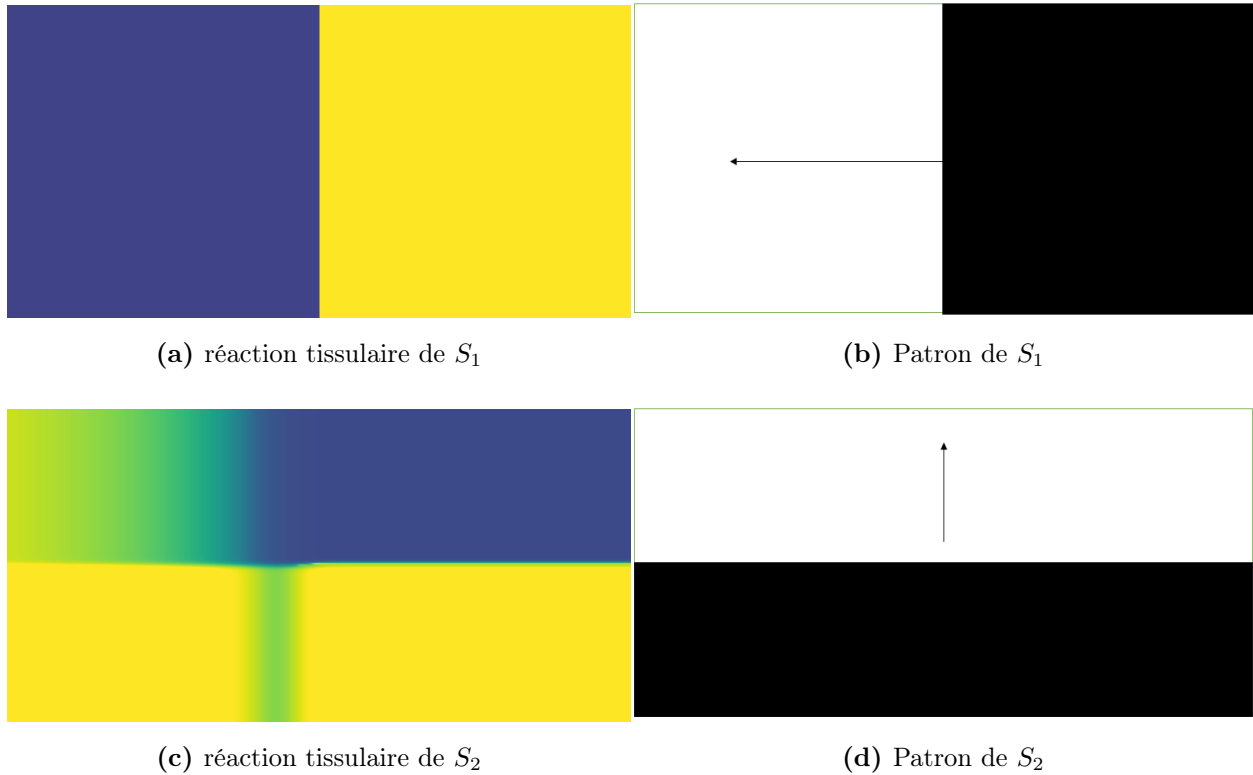 (a) réaction tissulaire de S₁
(b) Patron de S₁
(c) réaction tissulaire de S₂
(d) Patron de S₂